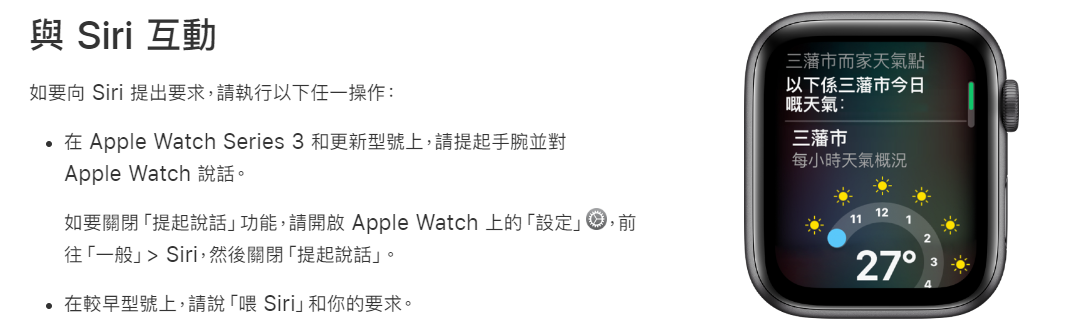 與 Siri 互動
如要向 Siri 提出要求，請執行以下任一操作：
• 在 Apple Watch Series 3 和更新型號上，請提起手腕並對
Apple Watch 說話。
如要關閉「提起說話」功能，請開啟 Apple Watch 上的「設定」，前
往「一般」> Siri，然後關閉「提起說話」。
• 在較早型號上，請說「喂 Siri」和你的要求。
三藩市而家天氣點
以下係三藩市今日
嘅天氣：
三藩市
每小時天氣概況
11 12 1
2
27° 3
4